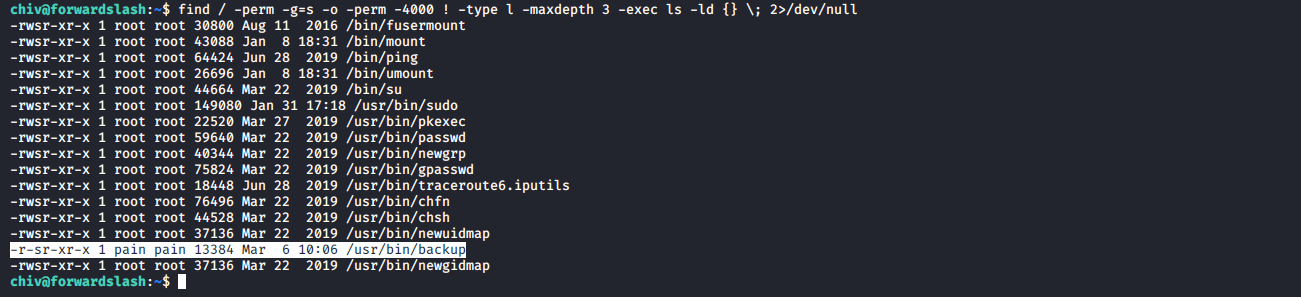 chiv@forwardslash:~$ find / -perm -g=s -o -perm -4000 ! -type l -maxdepth 3 -exec ls -ld {} \; 2>/dev/null
-rwsr-xr-x 1 root root 30800 Aug 11  2016 /bin/fusermount
-rwsr-xr-x 1 root root 43088 Jan  8 18:31 /bin/mount
-rwsr-xr-x 1 root root 64424 Jun 28  2019 /bin/ping
-rwsr-xr-x 1 root root 26696 Jan  8 18:31 /bin/umount
-rwsr-xr-x 1 root root 44664 Mar 22  2019 /bin/su
-rwsr-xr-x 1 root root 149080 Jan 31 17:18 /usr/bin/sudo
-rwsr-xr-x 1 root root 22520 Mar 27  2019 /usr/bin/pkexec
-rwsr-xr-x 1 root root 59640 Mar 22  2019 /usr/bin/passwd
-rwsr-xr-x 1 root root 40344 Mar 22  2019 /usr/bin/newgrp
-rwsr-xr-x 1 root root 75824 Mar 22  2019 /usr/bin/gpasswd
-rwsr-xr-x 1 root root 18448 Jun 28  2019 /usr/bin/traceroute6.iputils
-rwsr-xr-x 1 root root 76496 Mar 22  2019 /usr/bin/chfn
-rwsr-xr-x 1 root root 44528 Mar 22  2019 /usr/bin/chsh
-rwsr-xr-x 1 root root 37136 Mar 22  2019 /usr/bin/newuidmap
-r-sr-xr-x 1 pain pain 13384 Mar  6 10:06 /usr/bin/backup
-rwsr-xr-x 1 root root 37136 Mar 22  2019 /usr/bin/newgidmap
chiv@forwardslash:~$